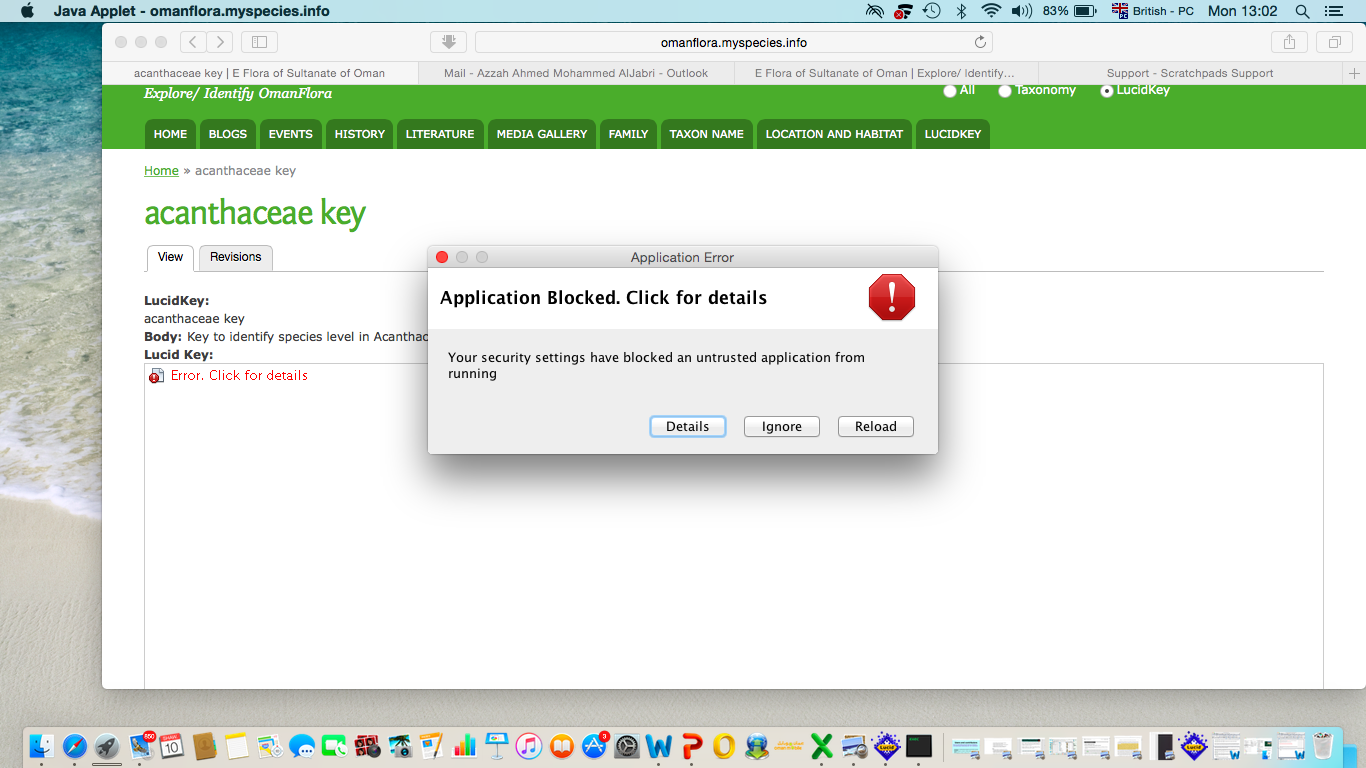 Java Applet - omanflora.myspecies.info
83%
British - PC
Mon 13:02
omanflora.myspecies.info
acanthaceae key | E Flora of Sultanate of Oman
Mail - Azzah Ahmed Mohammed AlJabri - Outlook
E Flora of Sultanate of Oman | Explore/ Identify…
Support - Scratchpads Support
Explore/ Identify OmanFlora
All
Taxonomy
LucidKey
HOME
BLOGS
EVENTS
HISTORY
LITERATURE
MEDIA GALLERY
FAMILY
TAXON NAME
LOCATION AND HABITAT
LUCIDKEY
Home » acanthaceae key
acanthaceae key
View
Revisions
LucidKey:
acanthaceae key
Body: Key to identify species level in Acanthac
Lucid Key:
Error. Click for details
Application Error
Application Blocked. Click for details
Your security settings have blocked an untrusted application from
running
Details
Ignore
Reload
850
10
3